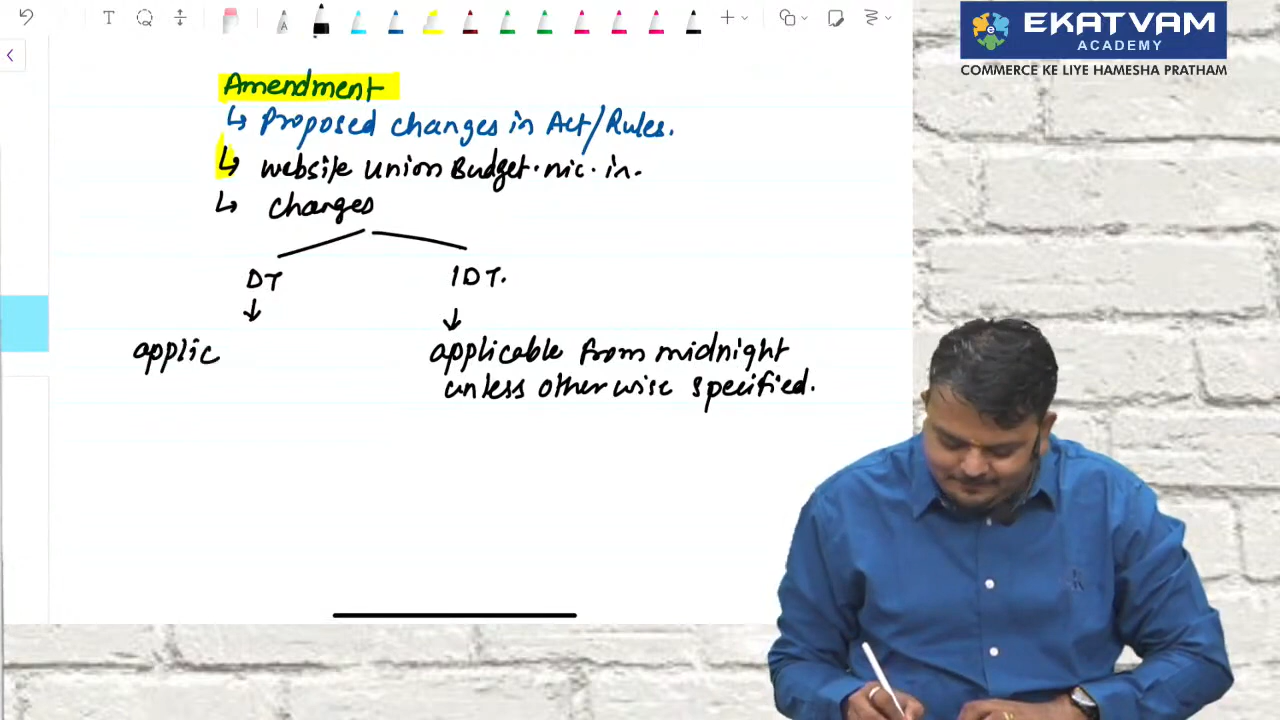 EKATVAM
ACADEMY
COMMERCE KE LIYE HAMESHA PRATHAM
Amendment
↳ Proposed changes in Act/Rules.
↳ website Union Budget.nic.in.
↳ changes
DT IDT.
↓ ↓
applic applicable from midnight
unless otherwise specified.